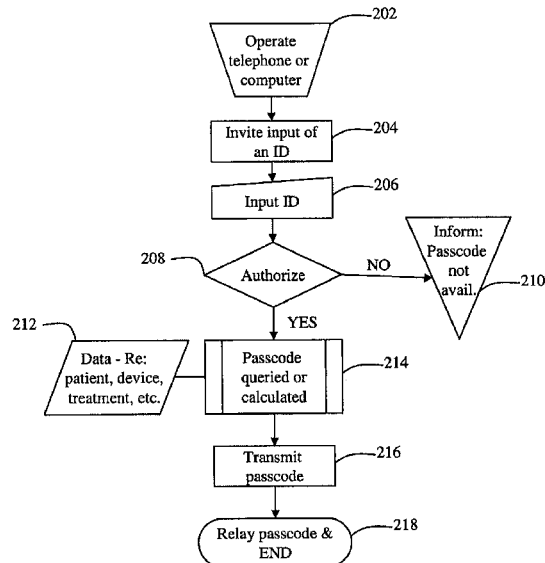 202
Operate
telephone or
computer
Invite input of
an ID
204
Input ID
206
208
Authorize
NO
Inform:
Passcode
not
avail.
210
YES
212
Data - Re:
patient, device,
treatment, etc.
Passcode
queried or
calculated
214
Transmit
passcode
216
Relay passcode &
END
218